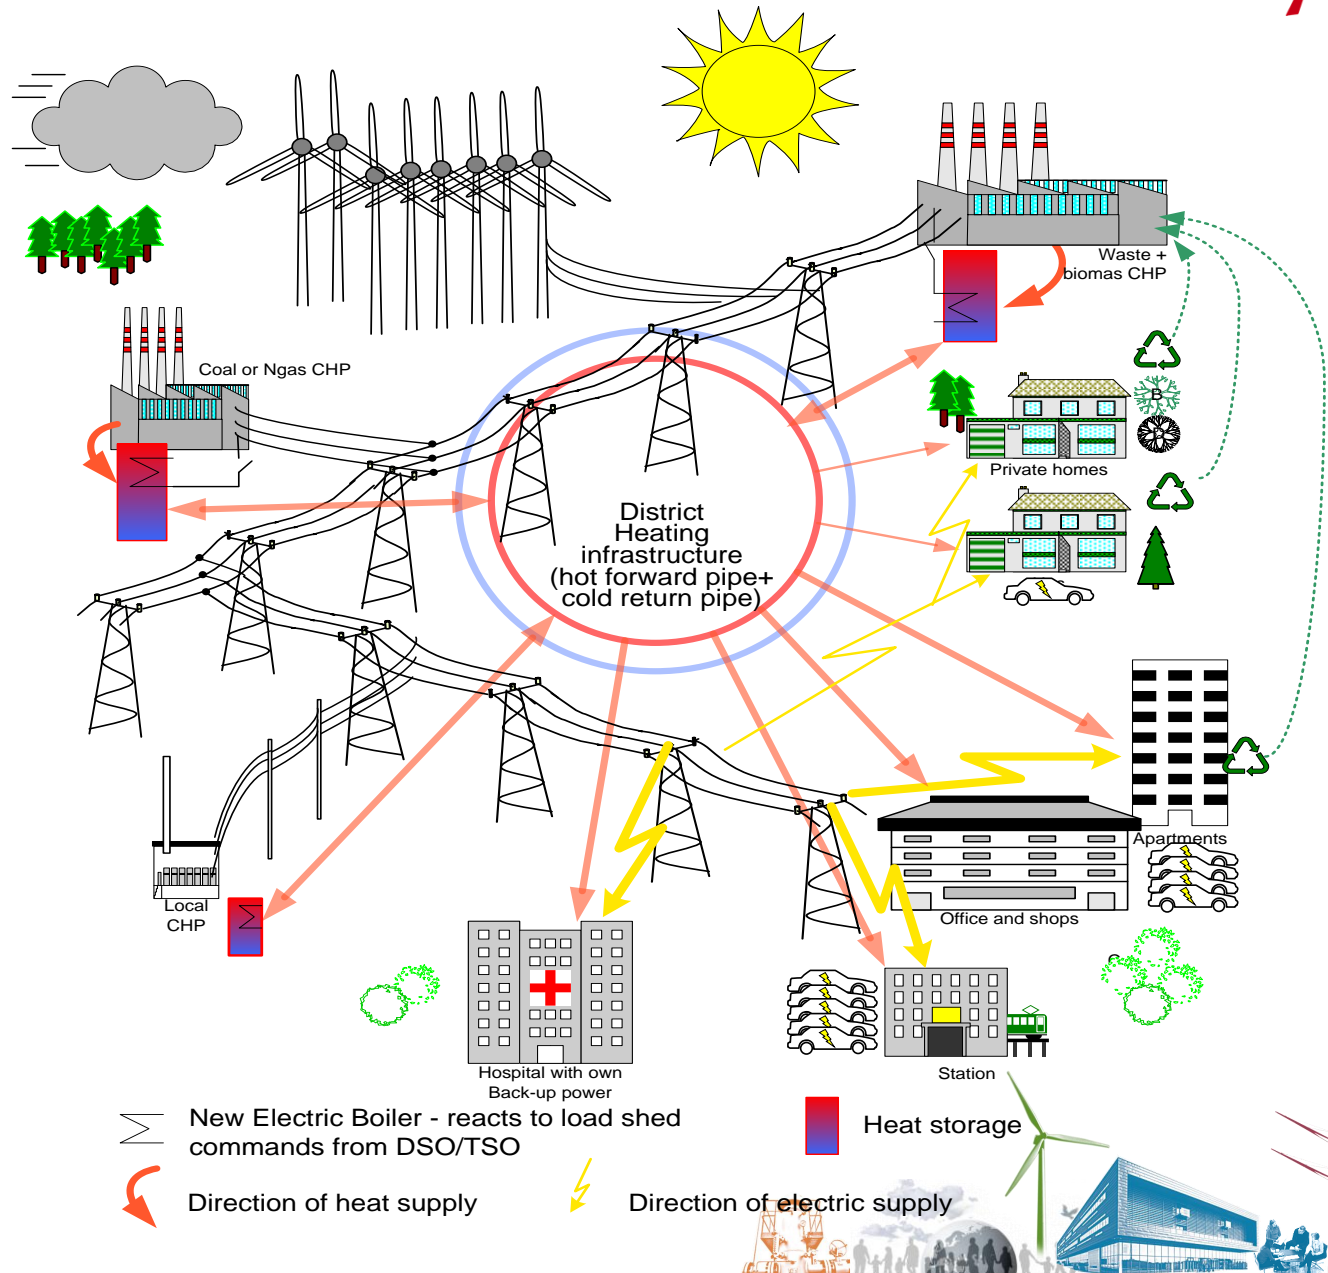 Waste +
biomas CHP
Coal or Ngas CHP
B
Private homes
District
Heating
infrastructure
(hot forward pipe+
cold return pipe)
Apartments
Local
CHP
Office and shops
Hospital with own
Back-up power
Station
New Electric Boiler - reacts to load shed
commands from DSO/TSO
Heat storage
Direction of heat supply
Direction of electric supply